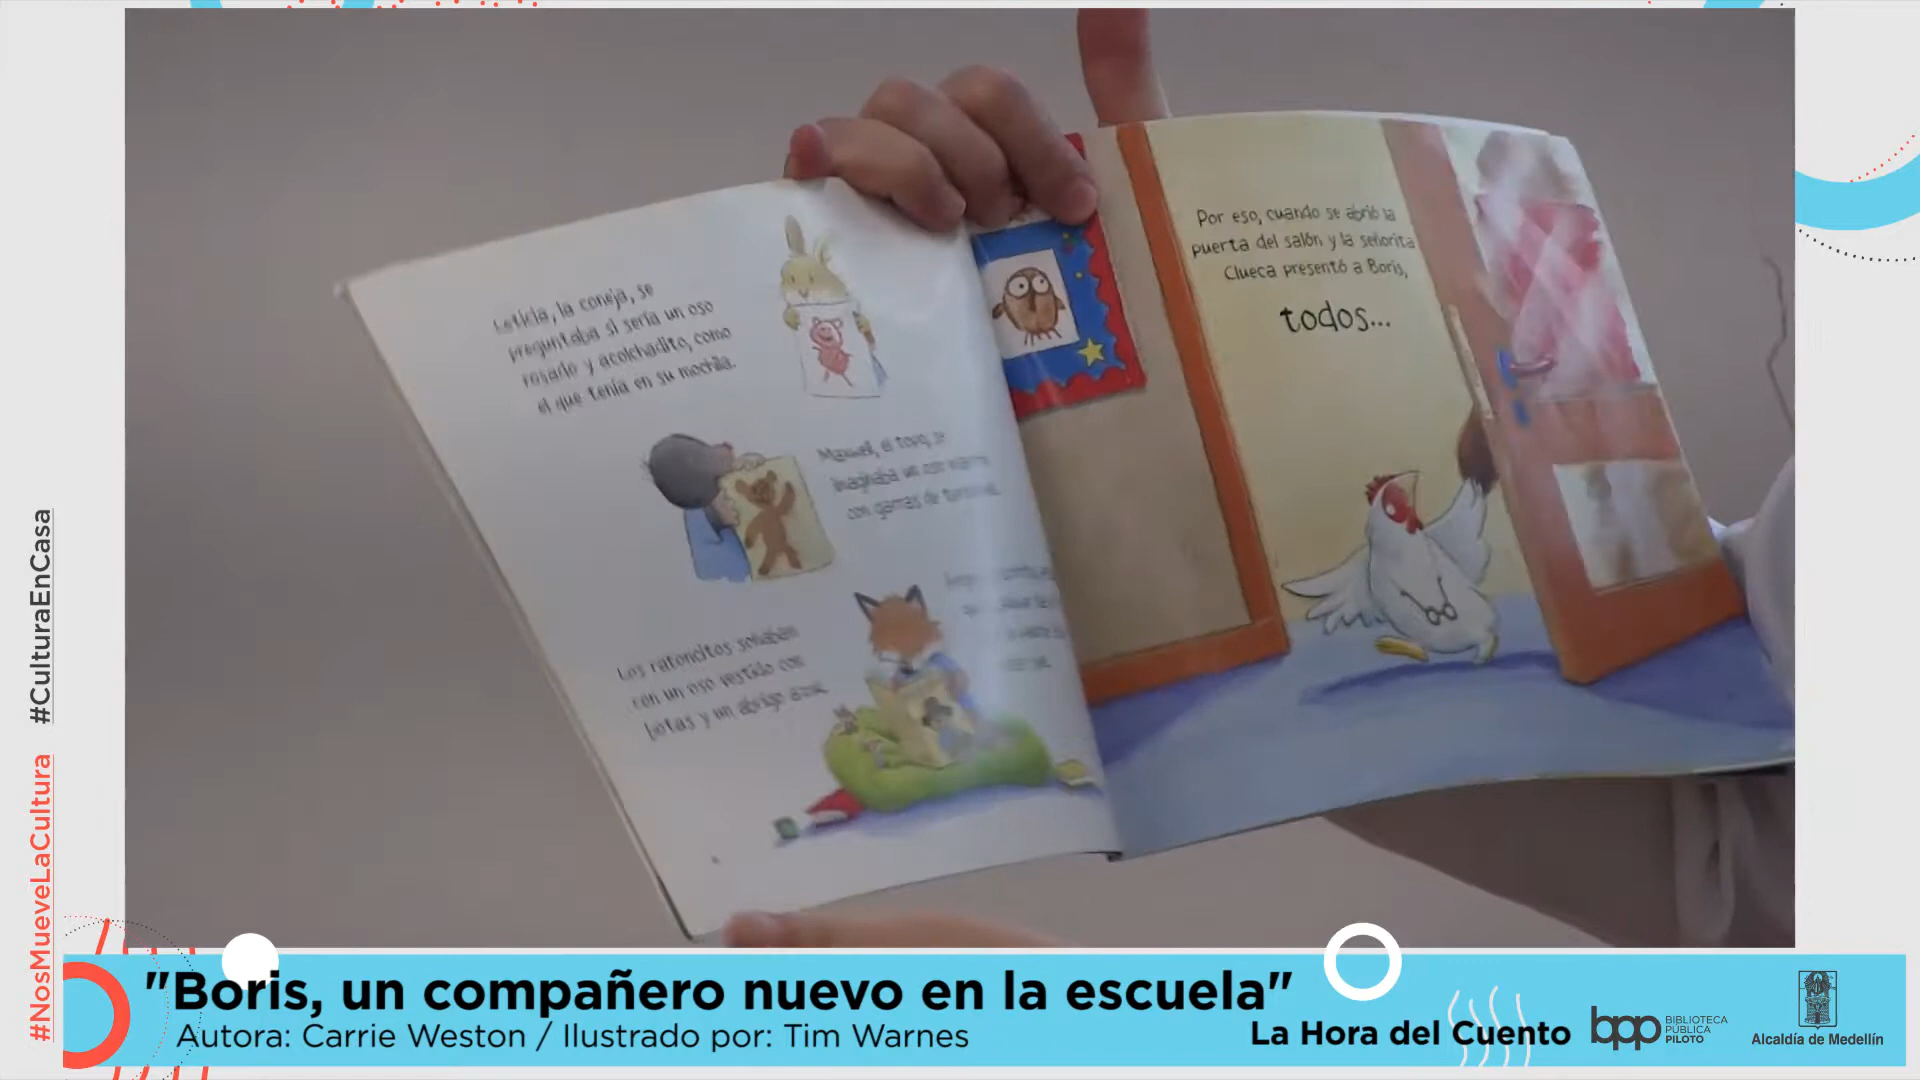 Leticia, la coneja, se
preguntaba si sería un oso
rosado y acolchadito, como
el que tenía en su mochila.
el topo, se
imaginaba un oso
con garras de
Los ratoncitos soñaban
con un oso vestido con
botas y un abrigo azul.
Por eso, cuando se abrió la
puerta del salón y la señorita
Clueca presentó a Boris,
todos...
#CulturaEnCasa
#NosMueveLaCultura
"Boris, un compañero nuevo en la escuela"
Autora: Carrie Weston / Ilustrado por: Tim Warnes
La Hora del Cuento
bpp
BIBLIOTECA
PÚBLICA
PILOTO
Alcaldía de Medellín